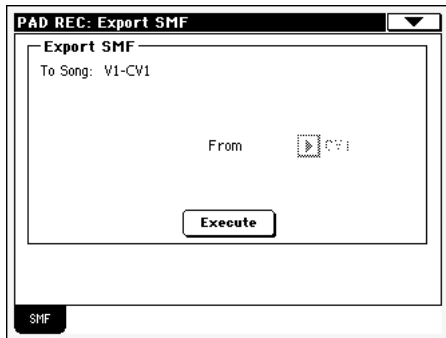 PAD REC: Export SMF
Export SMF
To Song: V1-CV1
From CV1
Execute
SMF